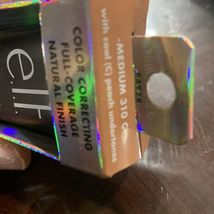 e.l.f.
COLOR CORRECTING
FULL COVERAGE
NATURAL FINISH
-MEDIUM 310 C-
with cool (C) peach undertones